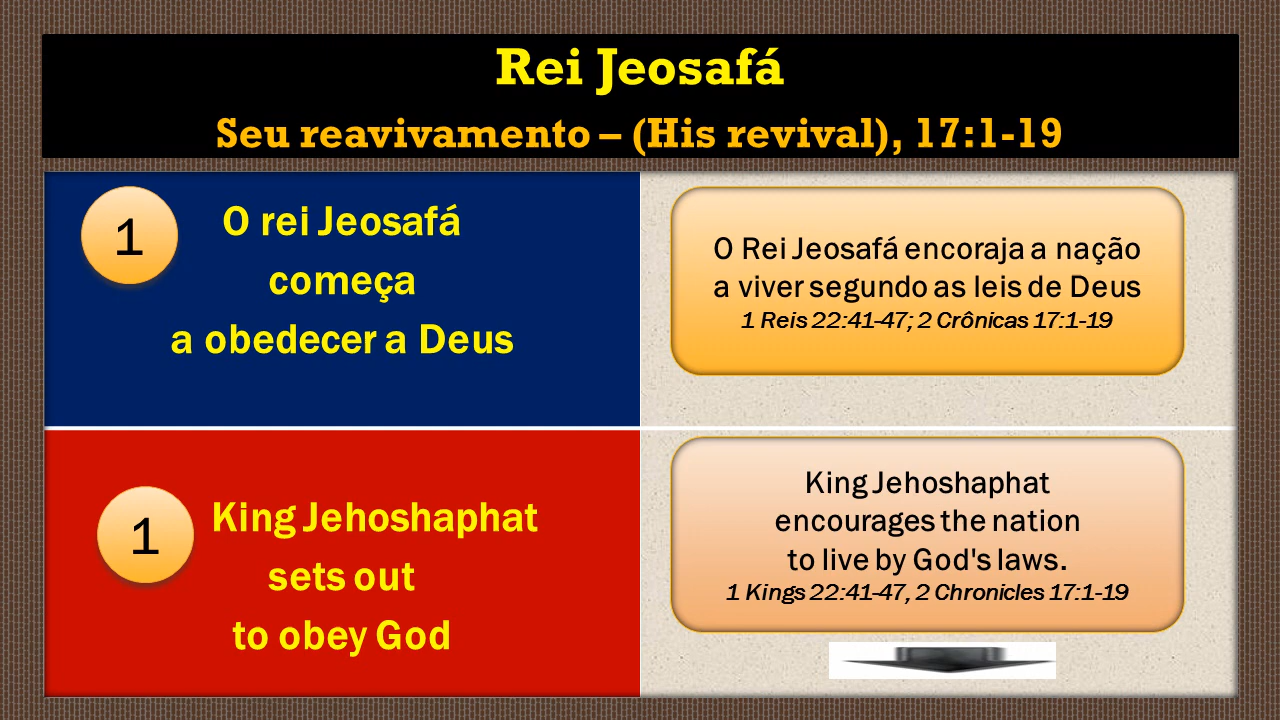 Rei Jeosafá
Seu reavivamento – (His revival), 17:1-19
1
O rei Jeosafá
começa
a obedecer a Deus
O Rei Jeosafá encoraja a nação
a viver segundo as leis de Deus
1 Reis 22:41-47; 2 Crônicas 17:1-19
1
King Jehoshaphat
sets out
to obey God
King Jehoshaphat
encourages the nation
to live by God's laws.
1 Kings 22:41-47, 2 Chronicles 17:1-19